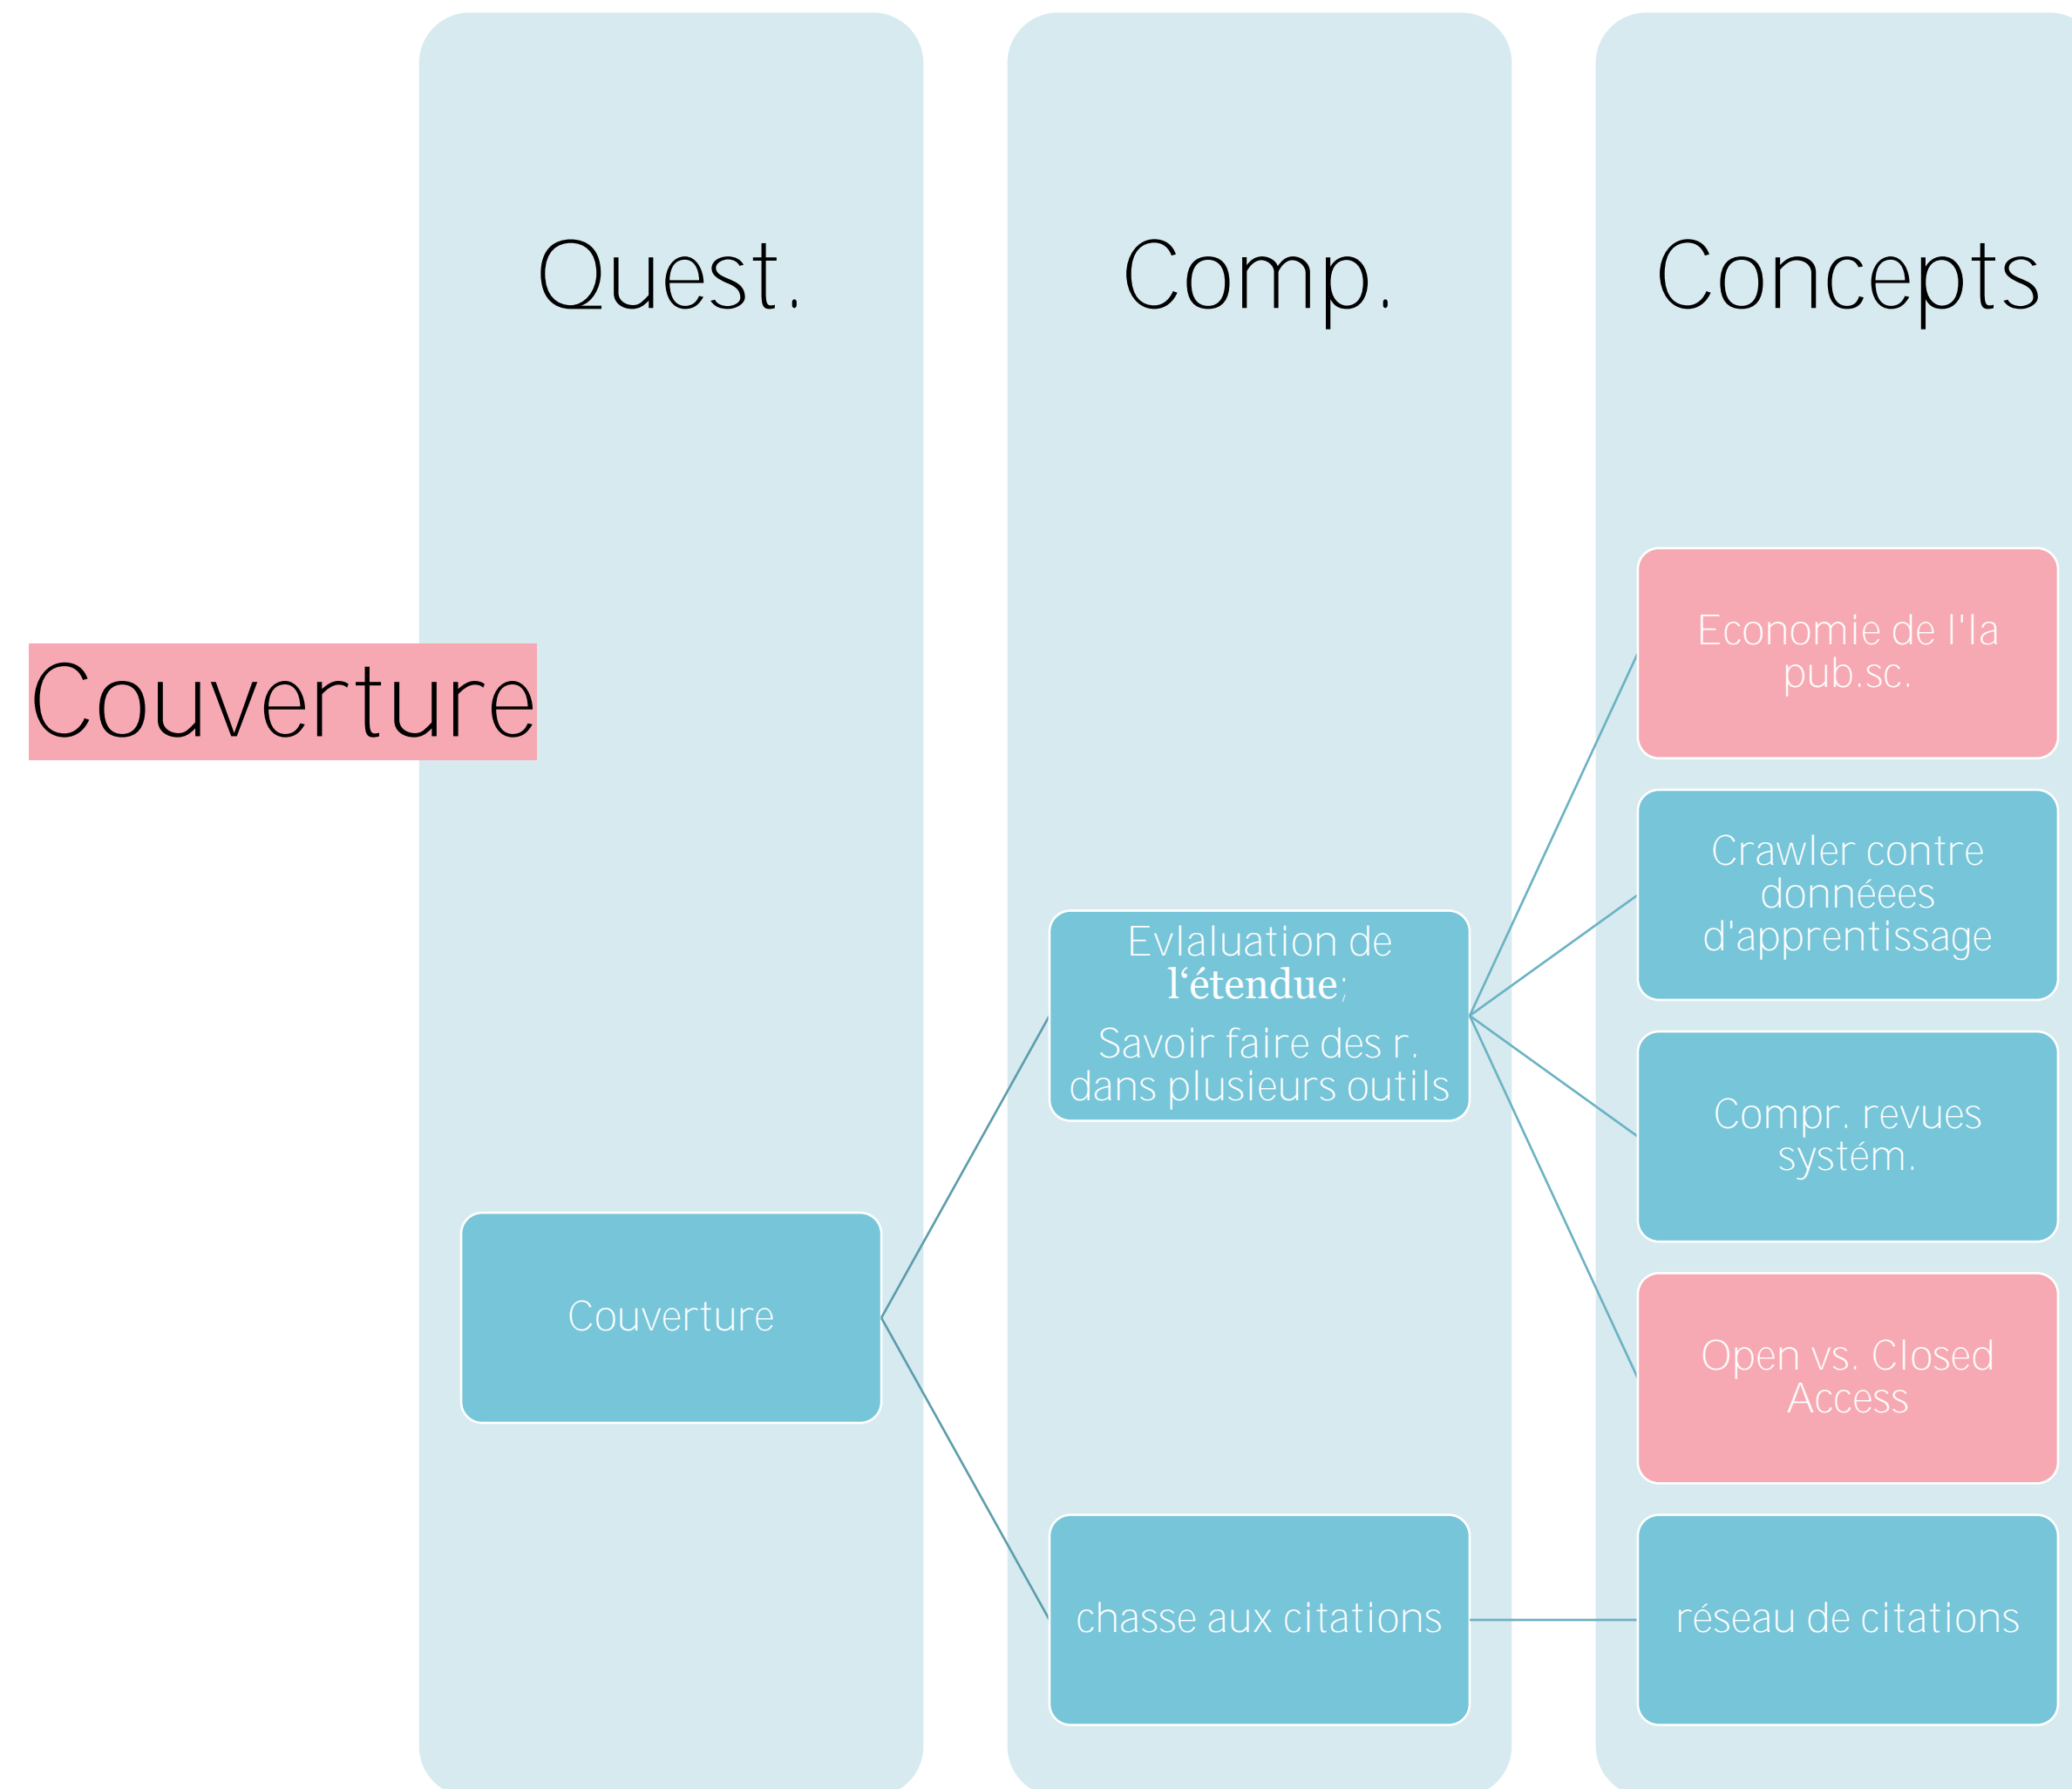 Quest.
Comp.
Concepts
Couverture
Couverture
Evlaluation de
l'étendue;
Savoir faire des r.
dans plusieurs outils
chasse aux citations
Economie de l'la
pub.sc.
Crawler contre
données
d'apprentissage
Compr. revues
systém.
Open vs. Closed
Access
réseau de citations